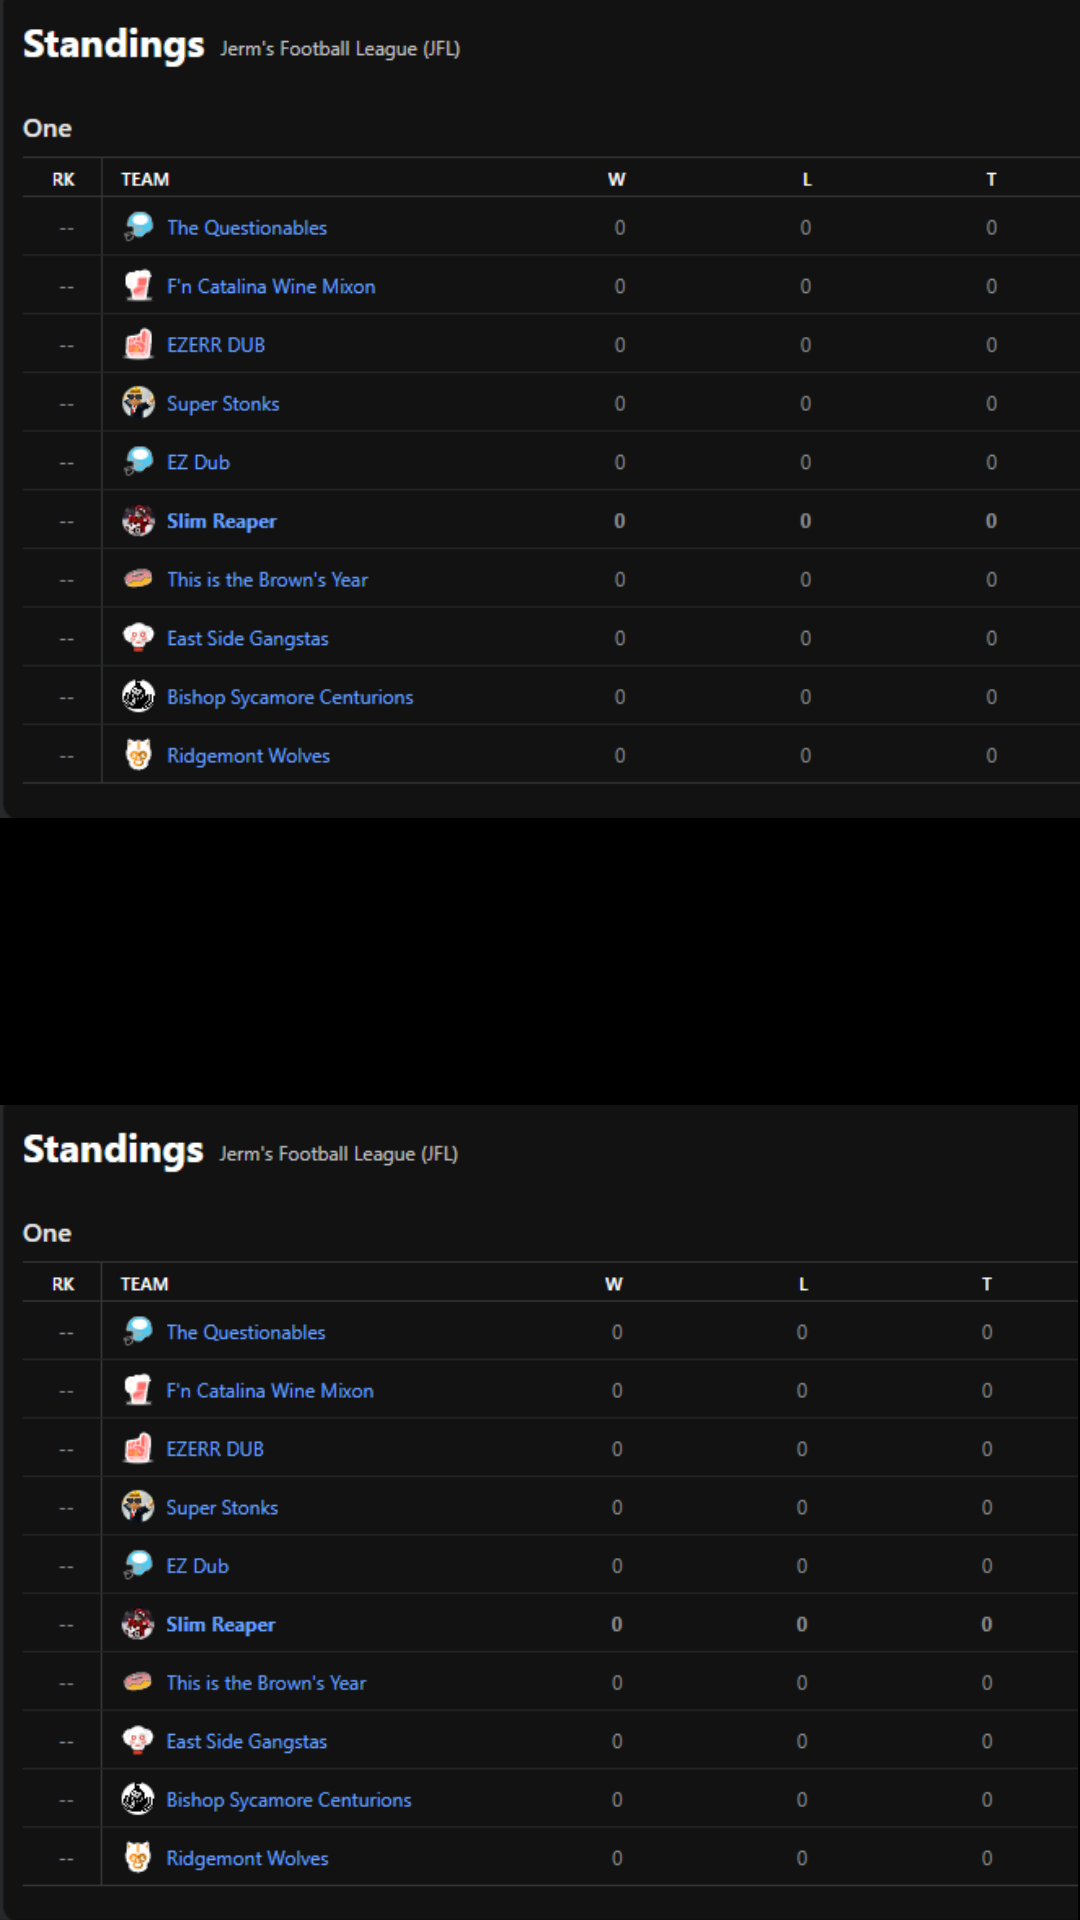 Standings Jerm's Football League (JFL)
One
RK TEAM W L T
-- The Questionables 0 0 0
-- F'n Catalina Wine Mixon 0 0 0
-- EZERR DUB 0 0 0
-- Super Stonks 0 0 0
-- EZ Dub 0 0 0
-- Slim Reaper 0 0 0
-- This is the Brown's Year 0 0 0
-- East Side Gangstas 0 0 0
-- Bishop Sycamore Centurions 0 0 0
-- Ridgemont Wolves 0 0 0
Standings Jerm's Football League (JFL)
One
RK TEAM W L T
-- The Questionables 0 0 0
-- F'n Catalina Wine Mixon 0 0 0
-- EZERR DUB 0 0 0
-- Super Stonks 0 0 0
-- EZ Dub 0 0 0
-- Slim Reaper 0 0 0
-- This is the Brown's Year 0 0 0
-- East Side Gangstas 0 0 0
-- Bishop Sycamore Centurions 0 0 0
-- Ridgemont Wolves 0 0 0